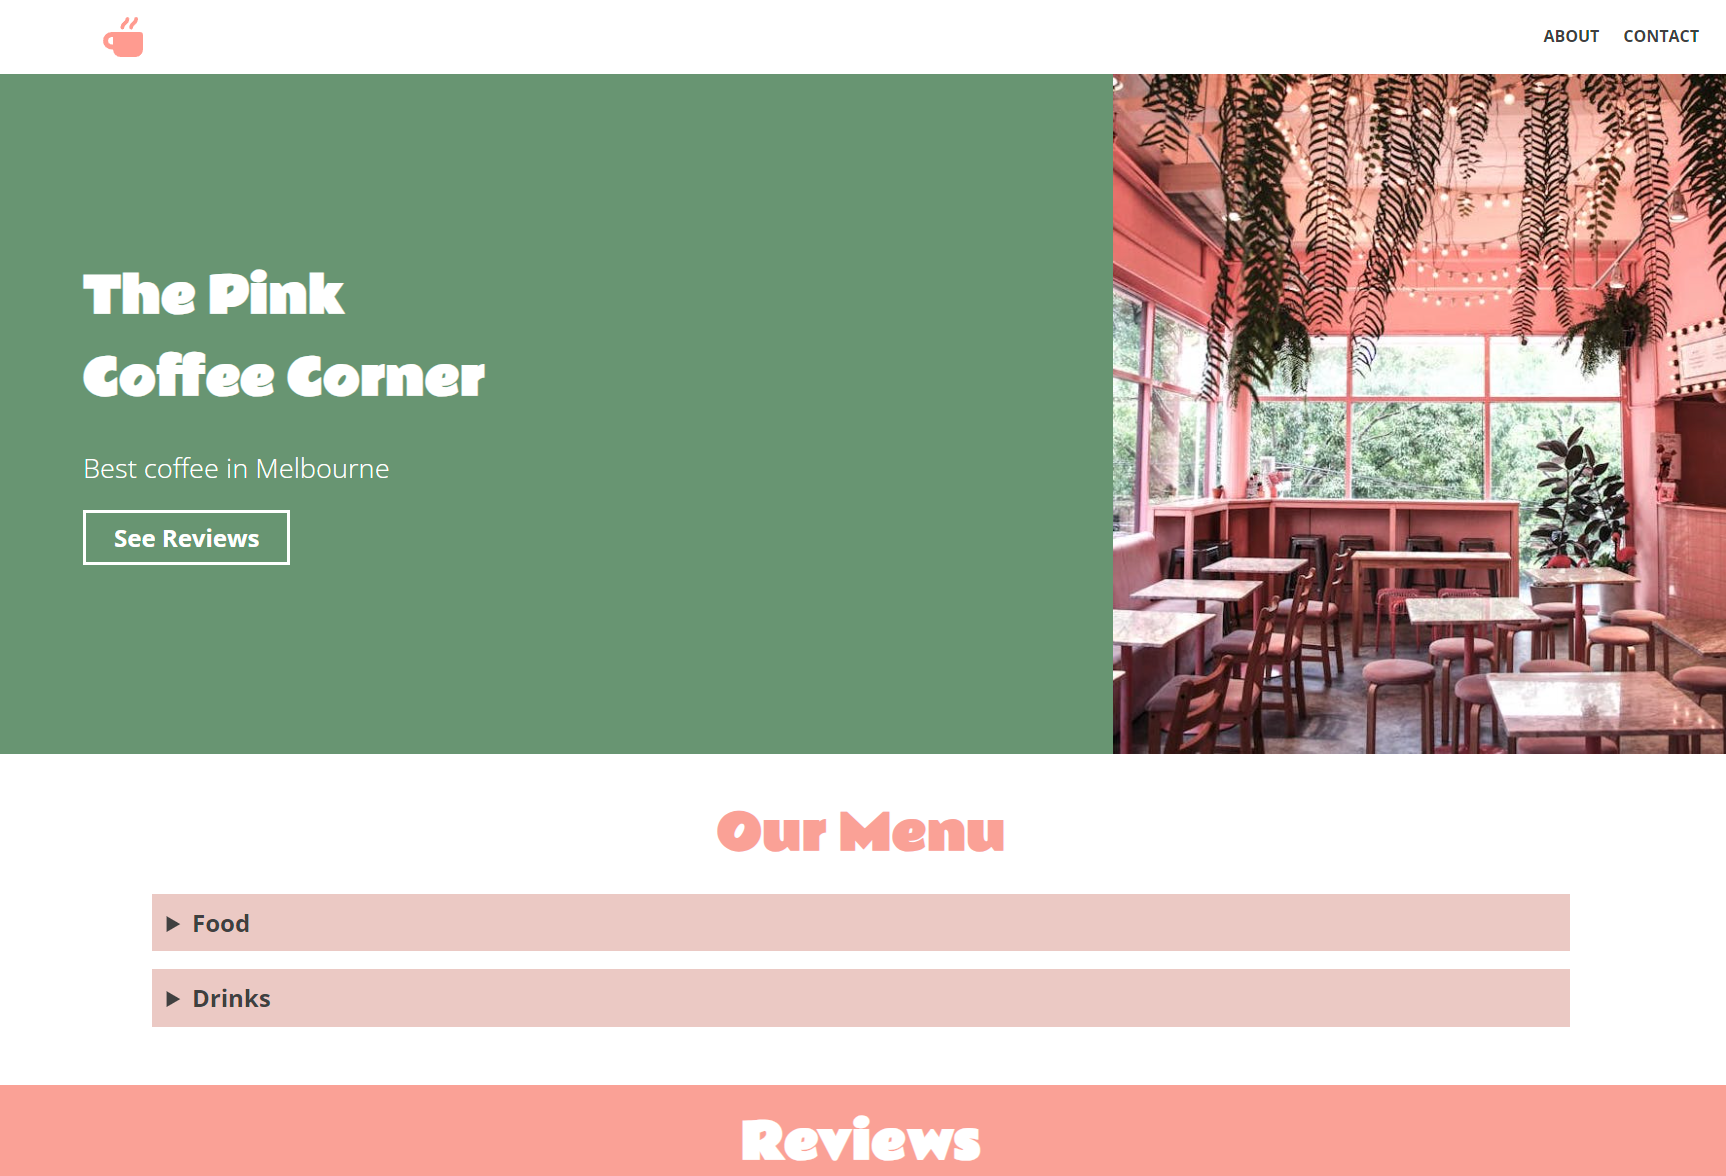 ABOUT CONTACT
The Pink
Coffee Corner
Best coffee in Melbourne
See Reviews
Our Menu
Food
Drinks
Reviews